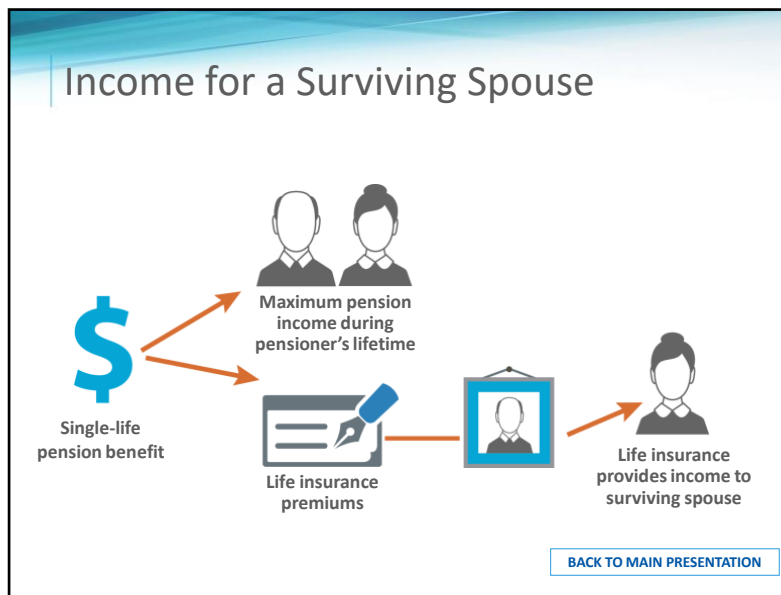 Income for a Surviving Spouse
Maximum pension
income during
pensioner's lifetime
$
Single-life
pension benefit
Life insurance
premiums
Life insurance
provides income to
surviving spouse
BACK TO MAIN PRESENTATION